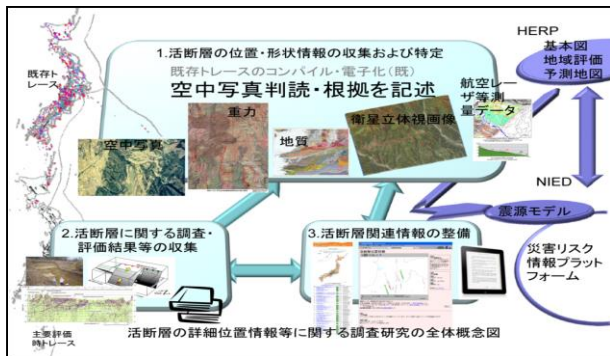 1.活断層の位置・形状情報の収集および特定
既存トレースのコンパイル・電子化(既)
空中写真判読・根拠を記述
既存ト
レース
空中写真
重力
地質
衛星立体視画像
航空レー
ザ等測
量データ
HERP
基本図
地域評価
予測地図
NIED
震源モデル
災害リスク
情報プラット
フォーム
2.活断層に関する調査・
評価結果等の収集
主要評価
時トレース
3.活断層関連情報の整備
活断層の詳細位置情報等に関する調査研究の全体概念図